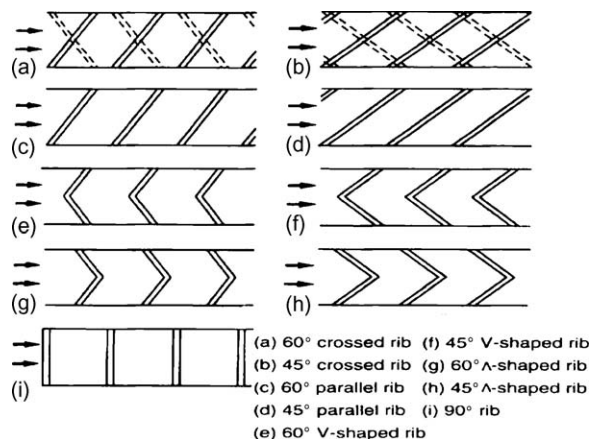 (a) (b)
(c) (d)
(e) (f)
(g) (h)
(i)
(a) 60° crossed rib (f) 45° V-shaped rib
(b) 45° crossed rib (g) 60° Λ-shaped rib
(c) 60° parallel rib (h) 45° Λ-shaped rib
(d) 45° parallel rib (i) 90° rib
(e) 60° V-shaped rib